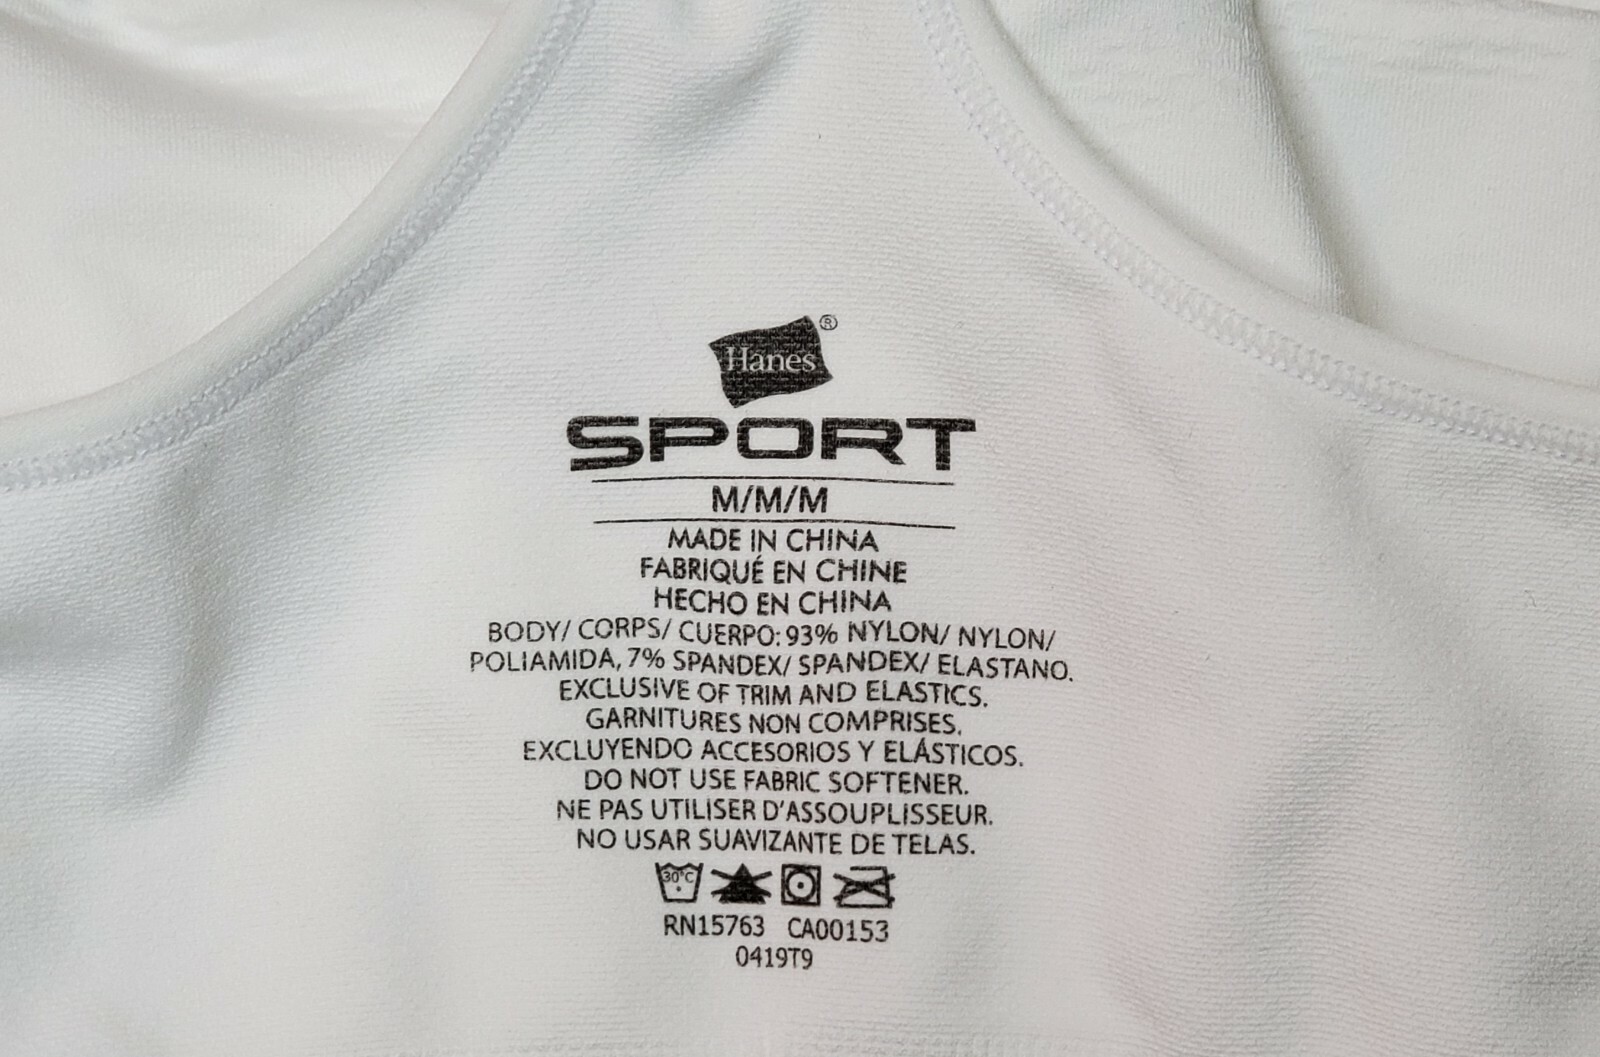 Hanes®
SPORT
M/M/M
MADE IN CHINA
FABRIQUÉ EN CHINE
HECHO EN CHINA
BODY/ CORPS/ CUERPO: 93% NYLON/ NYLON/
POLIAMIDA, 7% SPANDEX/ SPANDEX/ ELASTANO.
EXCLUSIVE OF TRIM AND ELASTICS.
GARNITURES NON COMPRISES.
EXCLUYENDO ACCESORIOS Y ELÁSTICOS.
DO NOT USE FABRIC SOFTENER.
NE PAS UTILISER D'ASSOUPLISSEUR.
NO USAR SUAVIZANTE DE TELAS.
30°C
RN15763 CA00153
0419T9